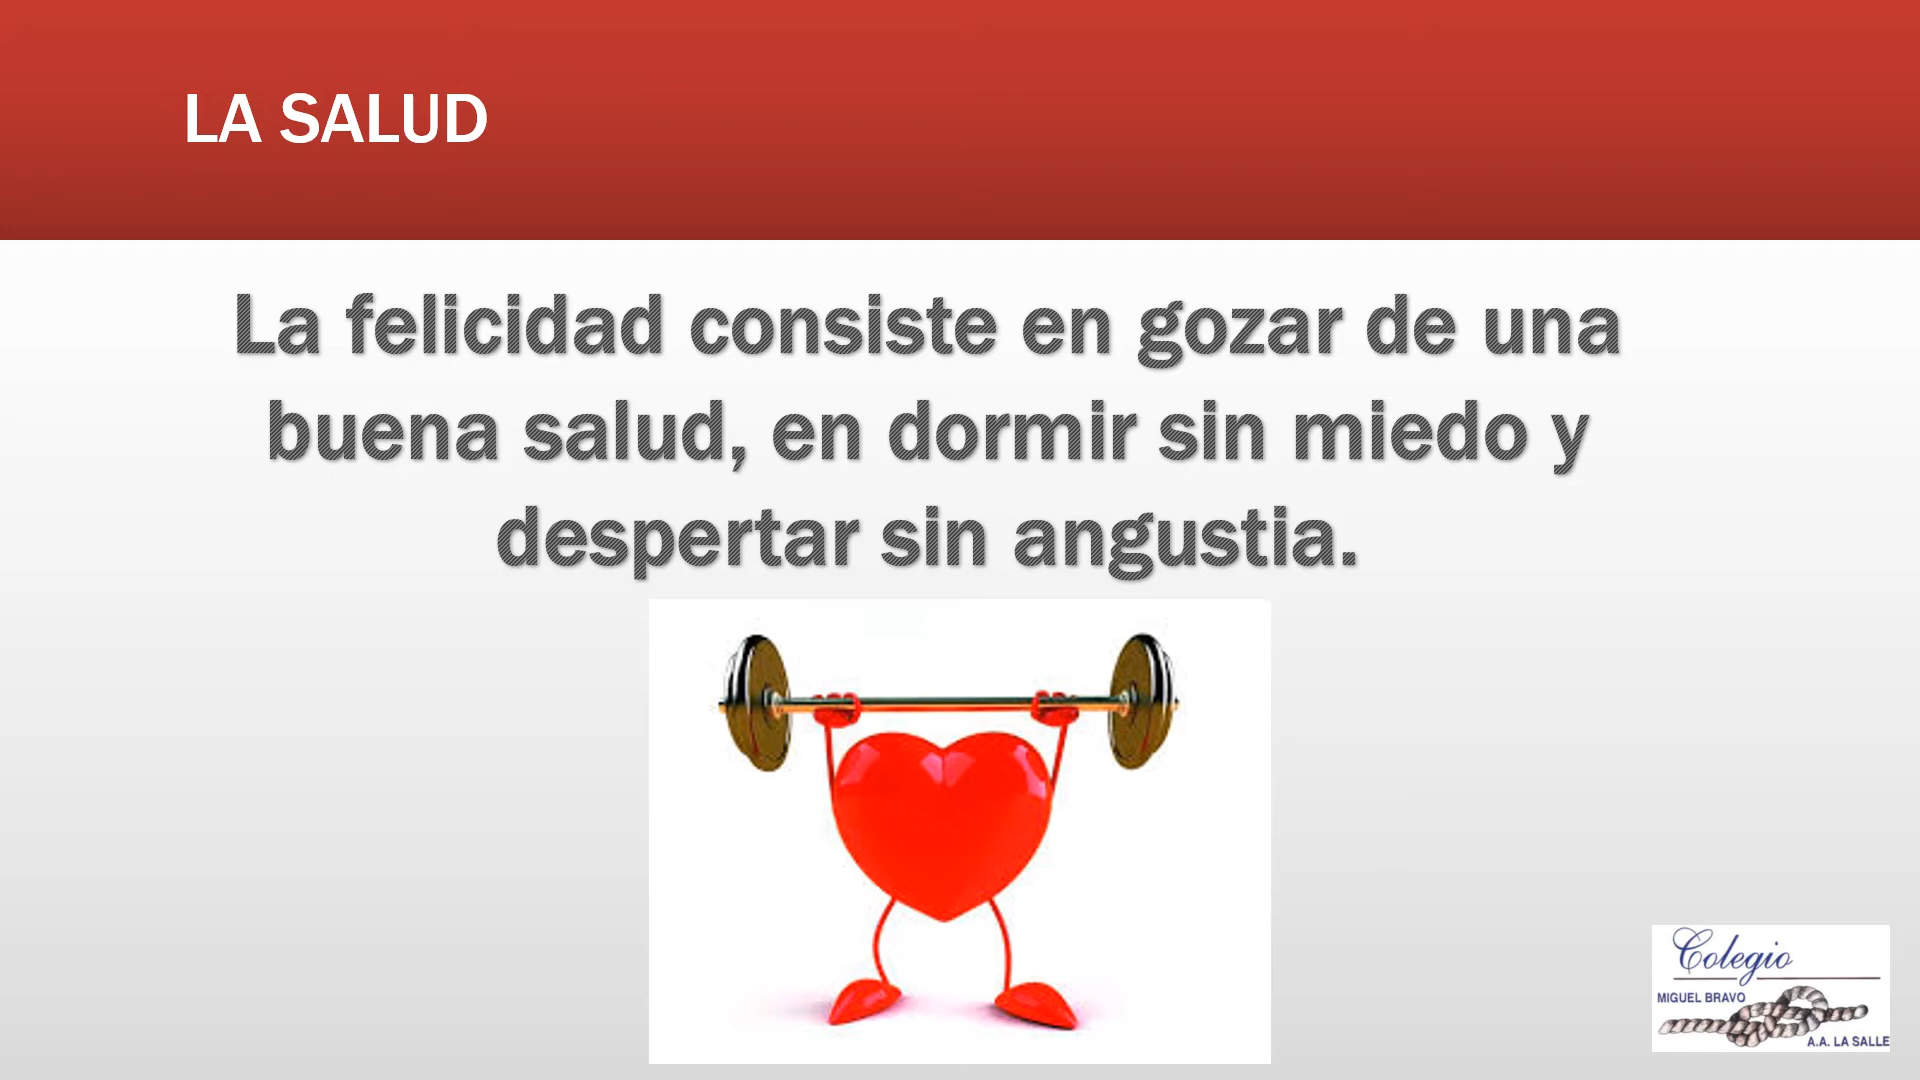 LA SALUD
La felicidad consiste en gozar de una
buena salud, en dormir sin miedo y
despertar sin angustia.
Colegio
MIGUEL BRAVO
A.A. LA SALLE